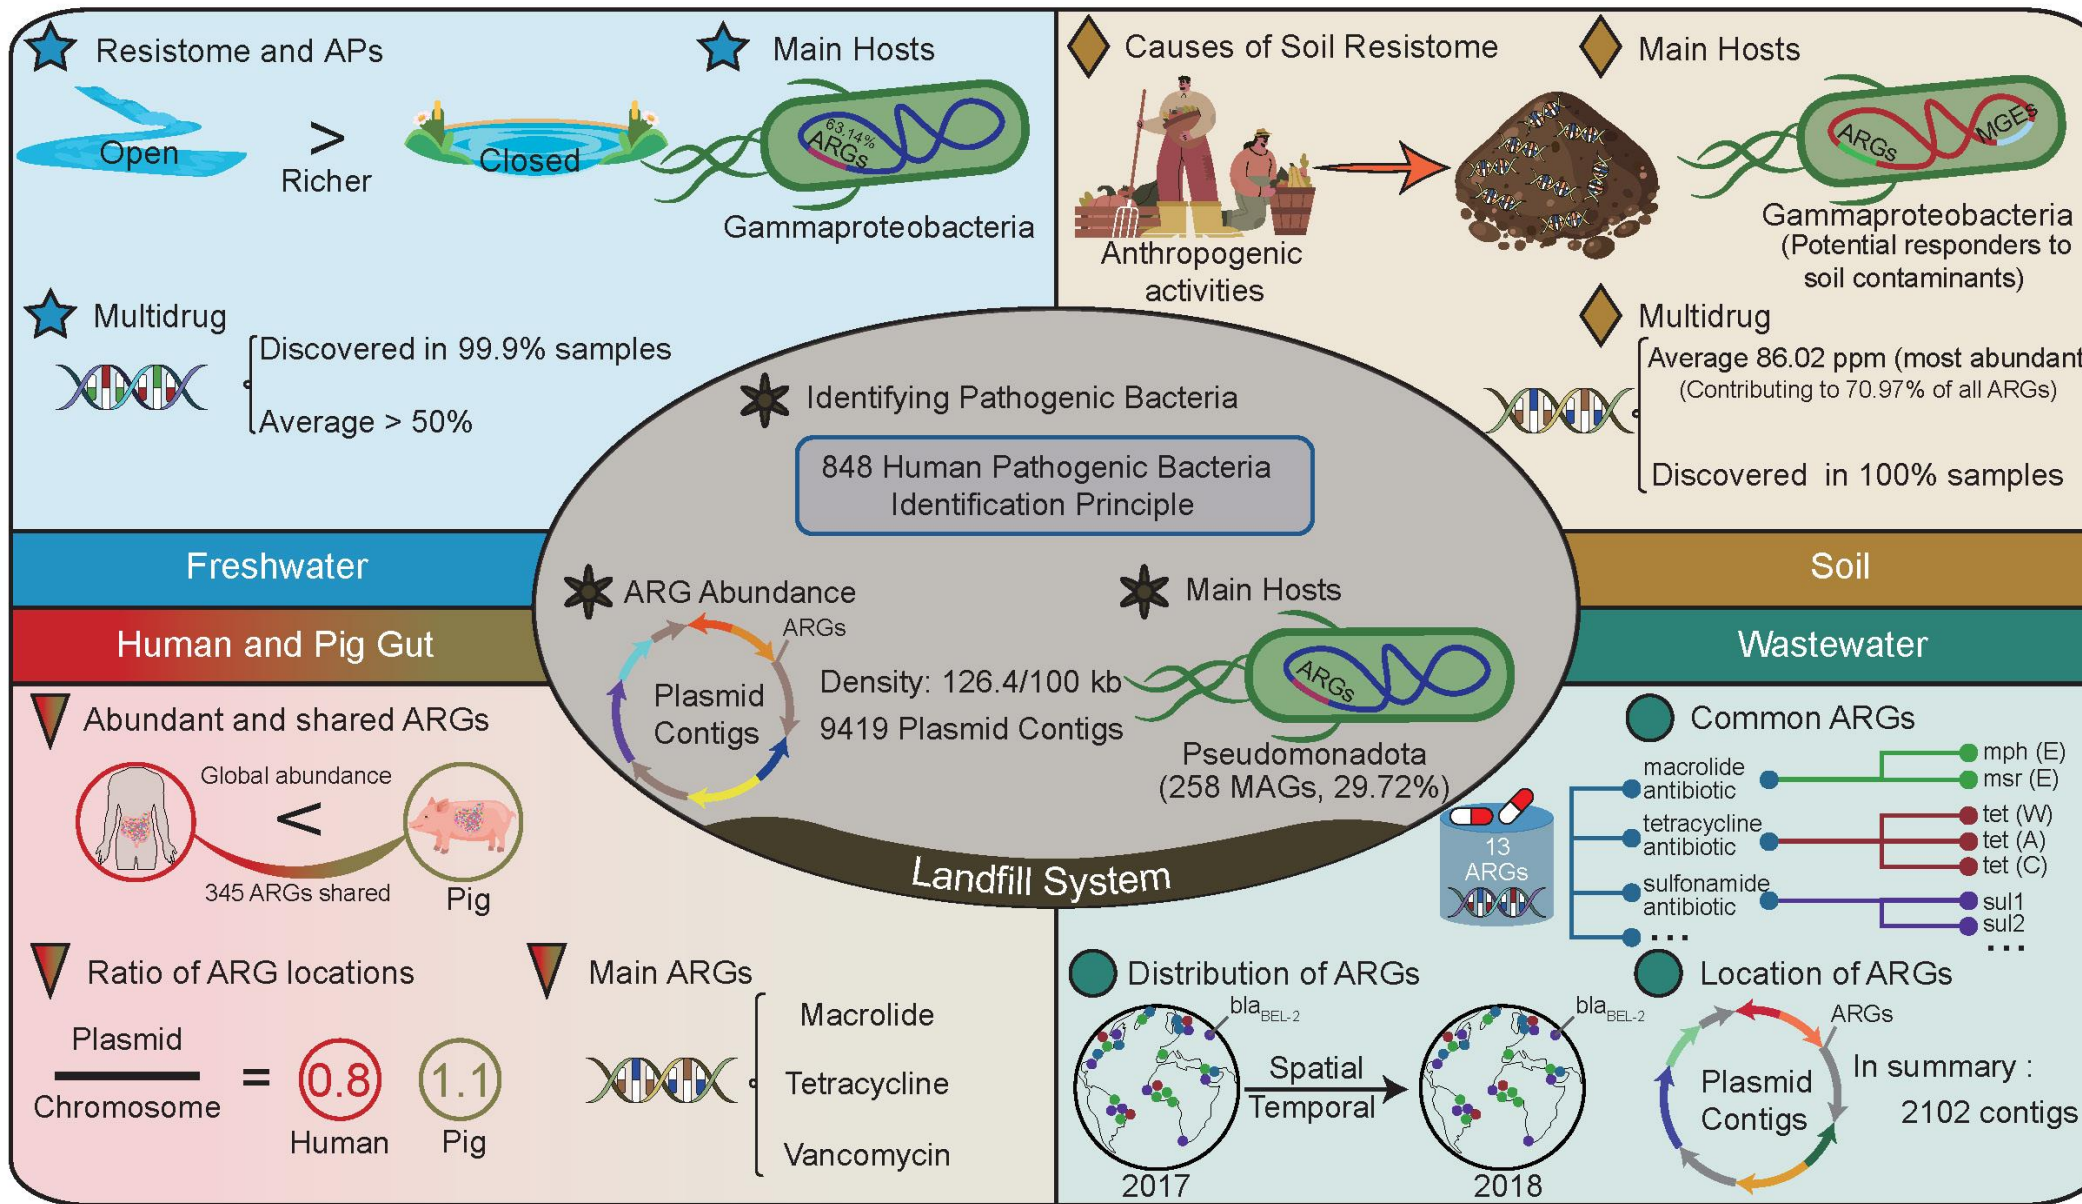 Resistome and APs
Open
>
Richer
Closed
Main Hosts
63.14%
ARGs
Gammaproteobacteria
Multidrug
Discovered in 99.9% samples
Average > 50%
Freshwater
Causes of Soil Resistome
Anthropogenic
activities
Main Hosts
ARGs
MGEs
Gammaproteobacteria
(Potential responders to
soil contaminants)
Multidrug
Average 86.02 ppm (most abundant
(Contributing to 70.97% of all ARGs)
Discovered in 100% samples
Soil
Identifying Pathogenic Bacteria
848 Human Pathogenic Bacteria
Identification Principle
ARG Abundance
ARGs
Plasmid
Contigs
Density: 126.4/100 kb
9419 Plasmid Contigs
Main Hosts
ARGs
Pseudomonadota
(258 MAGs, 29.72%)
Landfill System
Human and Pig Gut
Abundant and shared ARGs
Global abundance
<
345 ARGs shared
Pig
Ratio of ARG locations
Plasmid
Chromosome
=
0.8
1.1
Human
Pig
Main ARGs
Macrolide
Tetracycline
Vancomycin
Wastewater
Common ARGs
13
ARGs
macrolide
antibiotic
mph (E)
msr (E)
tetracycline
antibiotic
tet (W)
tet (A)
tet (C)
sulfonamide
antibiotic
sul1
sul2
...
...
Distribution of ARGs
bla BEL-2
Spatial
Temporal
bla BEL-2
2017
2018
Location of ARGs
ARGs
Plasmid
Contigs
In summary :
2102 contigs